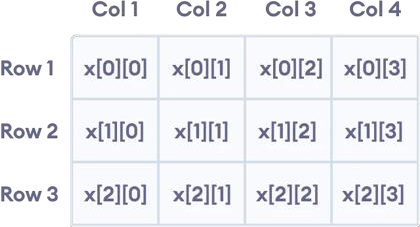 Col 1 Col 2 Col 3 Col 4
Row 1 x[0][0] x[0][1] x[0][2] x[0][3]
Row 2 x[1][0] x[1][1] x[1][2] x[1][3]
Row 3 x[2][0] x[2][1] x[2][2] x[2][3]